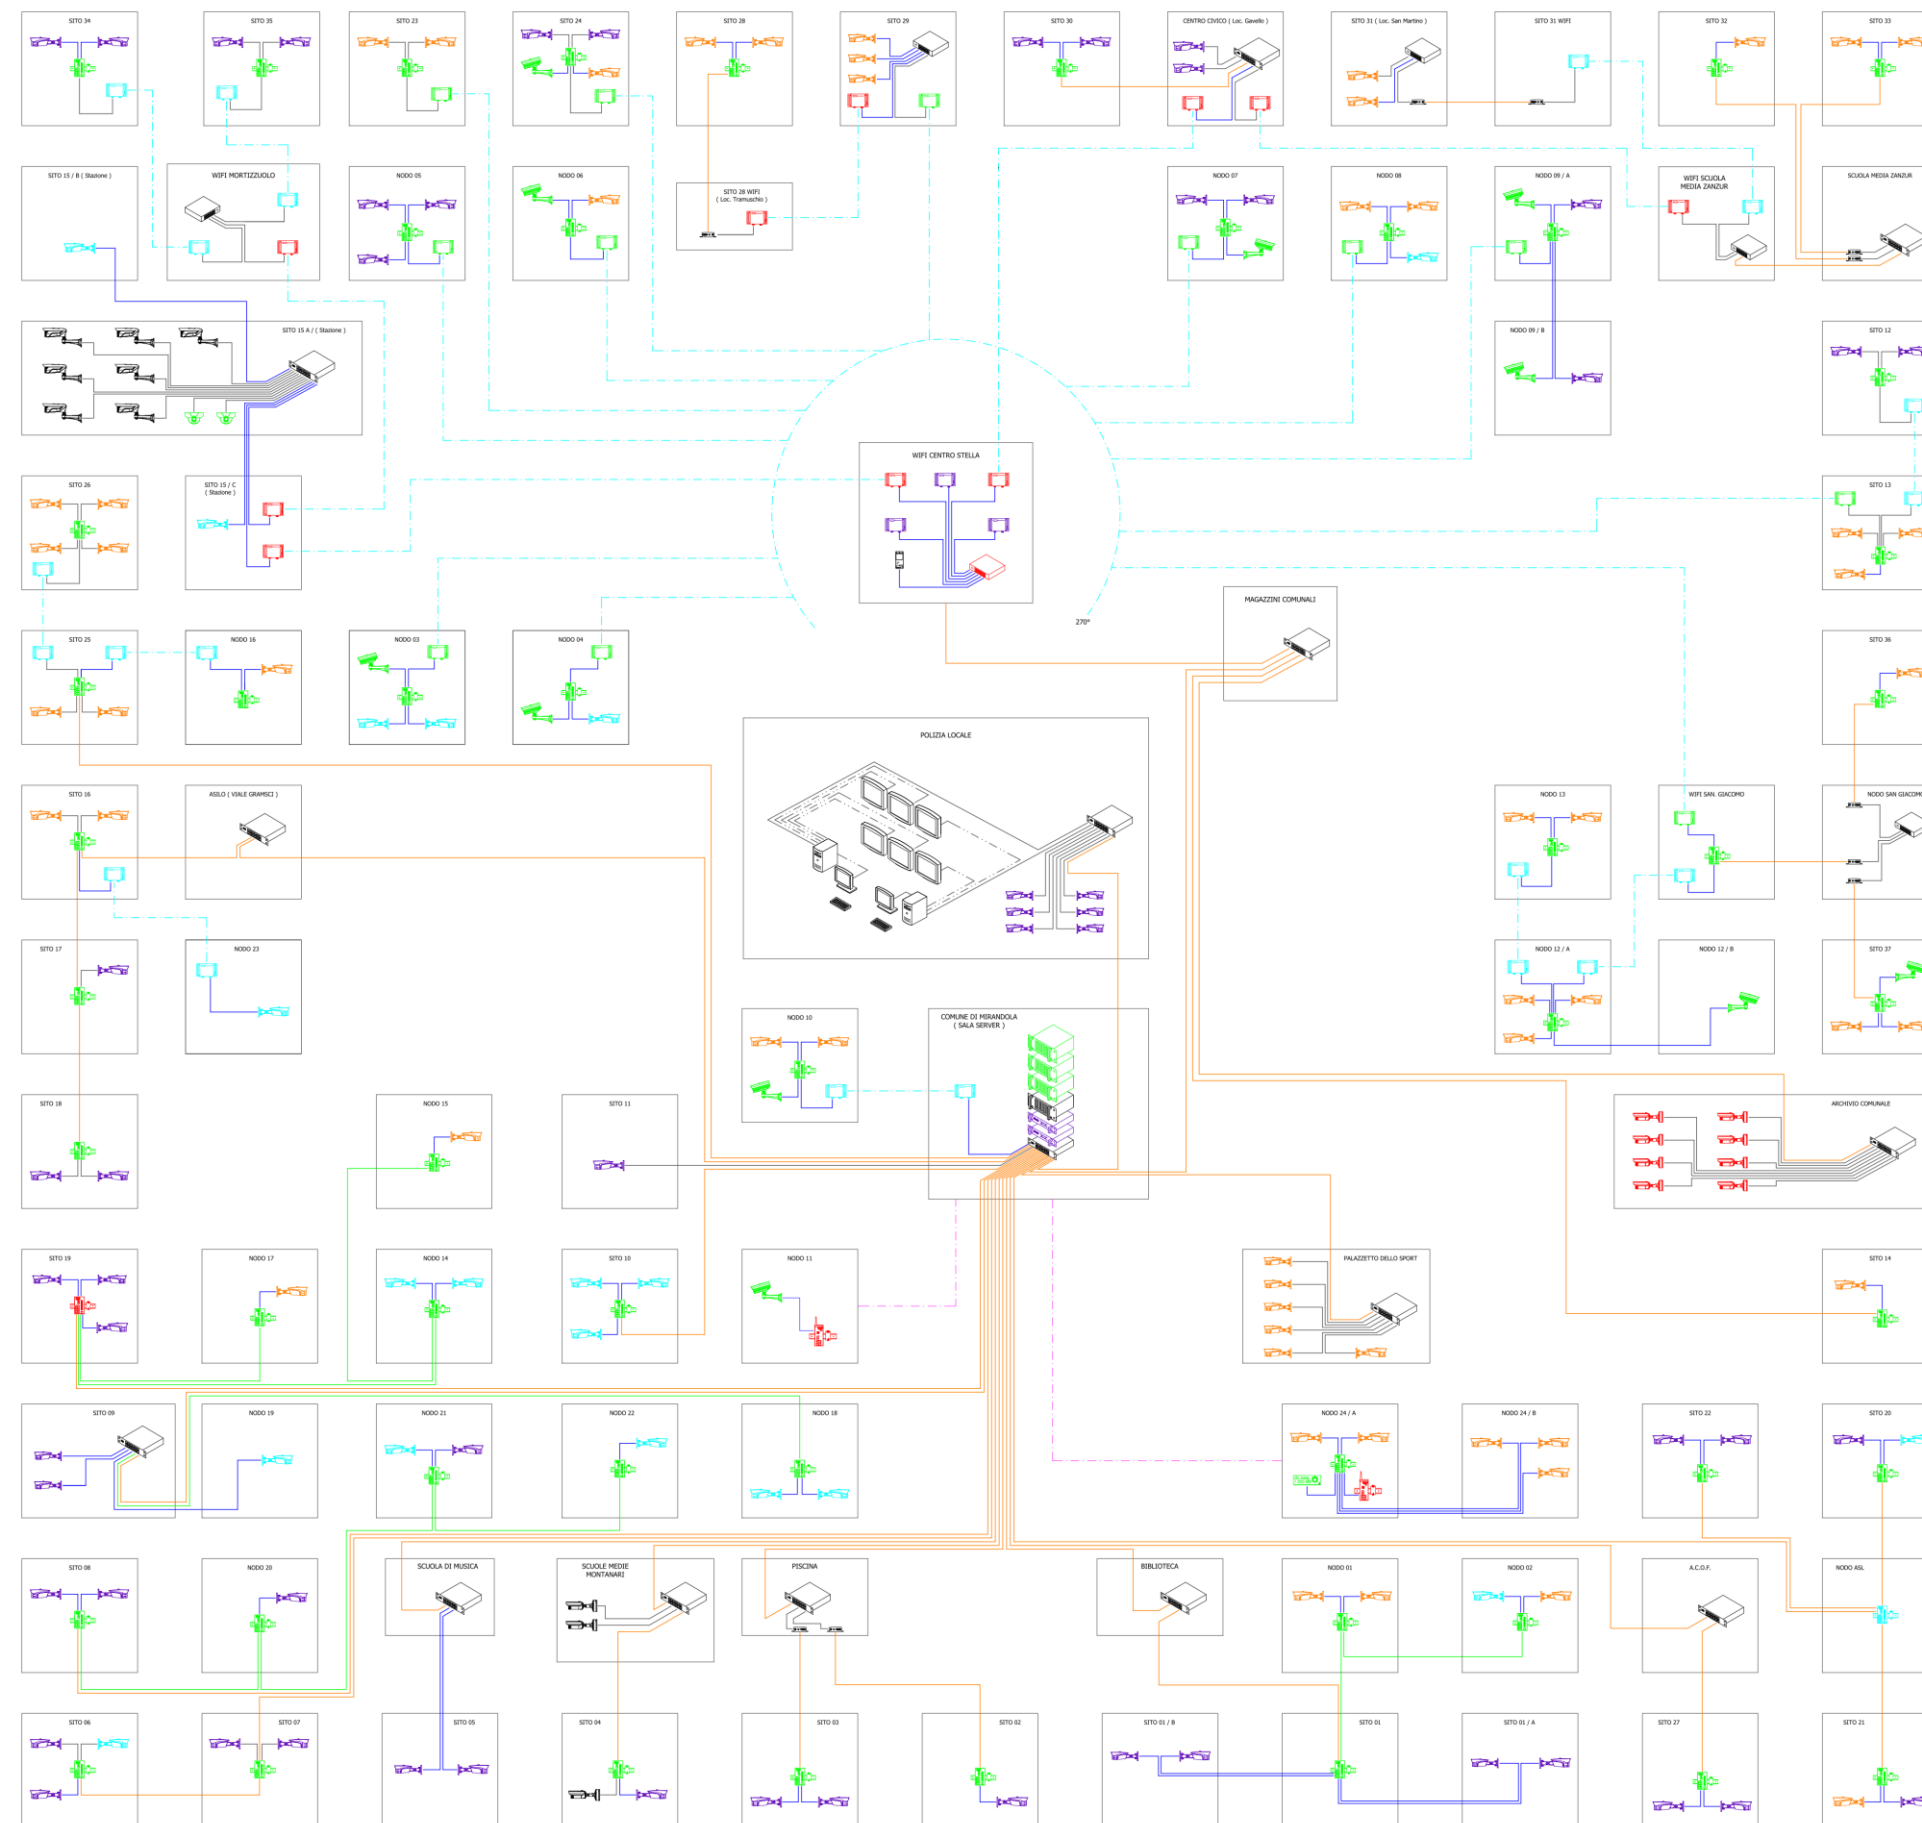 SITO 34
SITO 35
SITO 23
SITO 24
SITO 28
SITO 29
SITO 30
CENTRO CIVICO ( Loc. Gavello )
SITO 31 ( Loc. San Martino )
SITO 31 WIFI
SITO 32
SITO 33
SITO 15 / B ( Stazione )
WIFI MORTIZZUOLO
NODO 05
NODO 06
SITO 28 WIFI
( Loc. Tramuschio )
NODO 07
NODO 08
NODO 09 / A
WIFI SCUOLA
MEDIA ZANZUR
SCUOLA MEDIA ZANZUR
SITO 15 A / ( Stazione )
NODO 09 / B
SITO 12
WIFI CENTRO STELLA
SITO 26
SITO 15 / C
( Stazione )
SITO 13
MAGAZZINI COMUNALI
270°
SITO 25
NODO 16
NODO 03
NODO 04
SITO 36
POLIZIA LOCALE
SITO 16
ASILO ( VIALE GRAMSCI )
NODO 13
WIFI SAN. GIACOMO
NODO SAN GIACOMO
SITO 17
NODO 23
NODO 12 / A
NODO 12 / B
SITO 37
NODO 10
COMUNE DI MIRANDOLA
( SALA SERVER )
SITO 18
NODO 15
SITO 11
ARCHIVIO COMUNALE
SITO 19
NODO 17
NODO 14
SITO 10
NODO 11
PALAZZETTO DELLO SPORT
SITO 14
SITO 09
NODO 19
NODO 21
NODO 22
NODO 18
NODO 24 / A
NODO 24 / B
SITO 22
SITO 20
SITO 08
NODO 20
SCUOLA DI MUSICA
SCUOLE MEDIE
MONTANARI
PISCINA
BIBLIOTECA
NODO 01
NODO 02
A.C.O.F.
NODO ASL
SITO 06
SITO 07
SITO 05
SITO 04
SITO 03
SITO 02
SITO 01 / B
SITO 01
SITO 01 / A
SITO 27
SITO 21